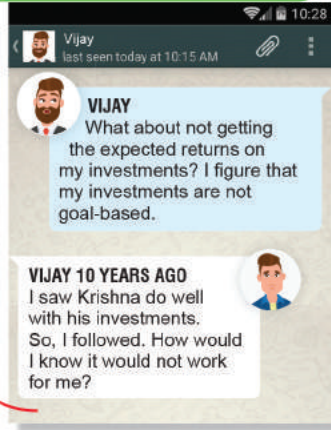 10:28
Vijay
last seen today at 10:15 AM
VIJAY
What about not getting
the expected returns on
my investments? I figure that
my investments are not
goal-based.
VIJAY 10 YEARS AGO
I saw Krishna do well
with his investments.
So, I followed. How would
I know it would not work
for me?